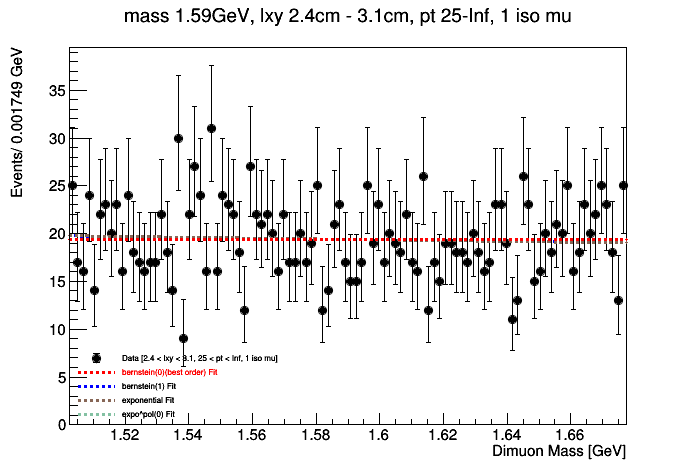 mass 1.59GeV, lxy 2.4cm - 3.1cm, pt 25-Inf, 1 iso mu
Events/ 0.001749 GeV
35
30
25
20
15
10
5
0
Data [2.4 < lxy < 3.1, 25 < pt < Inf, 1 iso mu]
bernstein(0)(best order) Fit
bernstein(1) Fit
exponential Fit
expo*pol(0) Fit
1.52 1.54 1.56 1.58 1.6 1.62 1.64 1.66
Dimuon Mass [GeV]